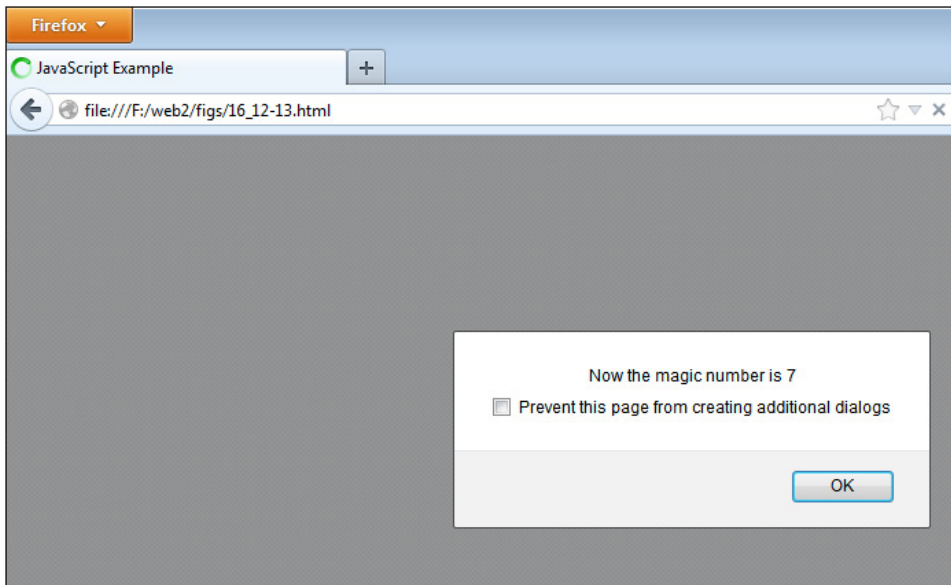 Firefox
JavaScript Example
file:///F:/web2/figs/16_12-13.html
Now the magic number is 7
Prevent this page from creating additional dialogs
OK